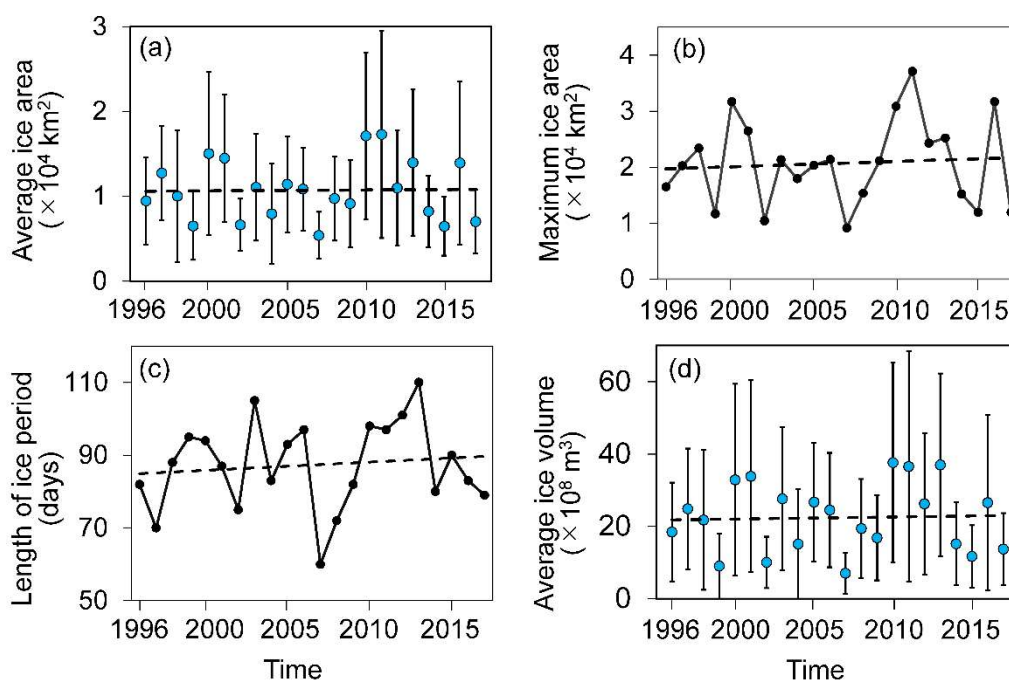 (a)
Average ice area
(× 10⁴ km²)
3
2
1
0
1996 2000 2005 2010 2015
(b)
Maximum ice area
(× 10⁴ km²)
4
3
2
1
0
1996 2000 2005 2010 2015
(c)
Length of ice period
(days)
110
90
70
50
1996 2000 2005 2010 2015
Time
(d)
Average ice volume
(× 10⁸ m³)
60
40
20
0
1996 2000 2005 2010 2015
Time